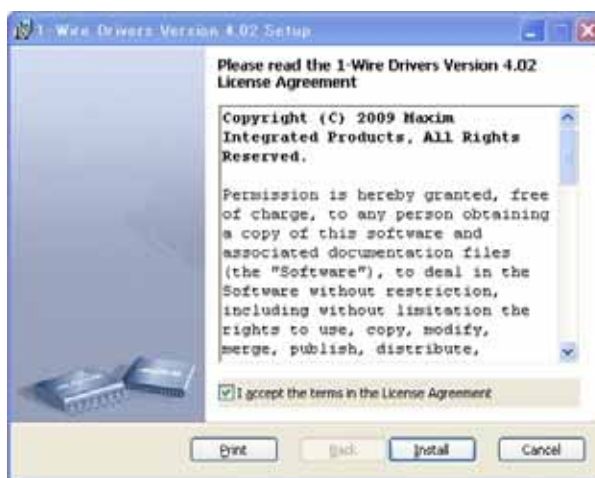 1-Wire Drivers Version 4.02 Setup
Please read the 1-Wire Drivers Version 4.02
License Agreement
Copyright (C) 2009 Maxim
Integrated Products, All Rights
Reserved.
Permission is hereby granted, free
of charge, to any person obtaining
a copy of this software and
associated documentation files
(the "Software"), to deal in the
Software without restriction,
including without limitation the
rights to use, copy, modify,
merge, publish, distribute,
I accept the terms in the License Agreement
Print
Back
Install
Cancel